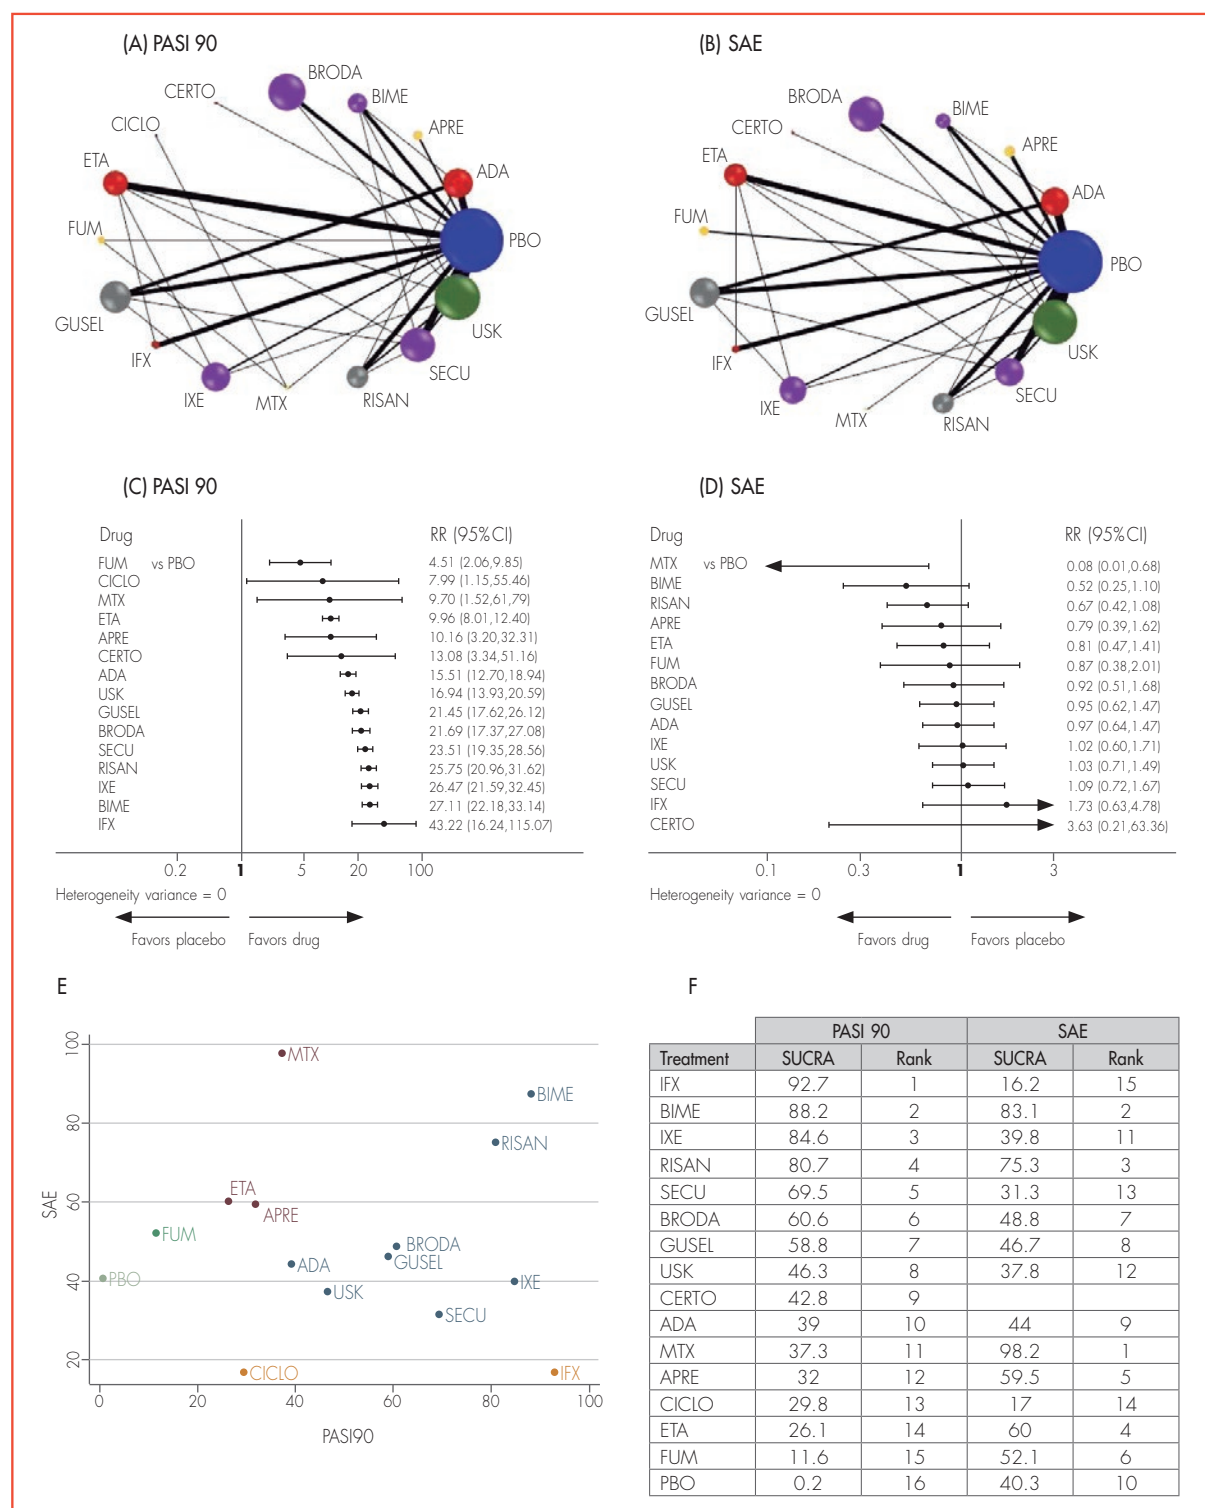 (A) PASI 90
BRODA
CERTO
BIME
CICLO
APRE
ETA
ADA
FUM
PBO
GUSEL
USK
IFX
SECU
IXE
MTX
RISAN
(B) SAE
BRODA
BIME
CERTO
APRE
ETA
ADA
FUM
PBO
GUSEL
USK
IFX
SECU
IXE
MTX
RISAN
(C) PASI 90
Drug RR (95%CI)
FUM vs PBO 4.51 (2.06,9.85)
CICLO 7.99 (1.15,55.46)
MTX 9.70 (1.52,61,79)
ETA 9.96 (8.01,12.40)
APRE 10.16 (3.20,32.31)
CERTO 13.08 (3.34,51.16)
ADA 15.51 (12.70,18.94)
USK 16.94 (13.93,20.59)
GUSEL 21.45 (17.62,26.12)
BRODA 21.69 (17.37,27.08)
SECU 23.51 (19.35,28.56)
RISAN 25.75 (20.96,31.62)
IXE 26.47 (21.59,32.45)
BIME 27.11 (22.18,33.14)
IFX 43.22 (16.24,115.07)
0.2 1 5 20 100
Heterogeneity variance = 0
Favors placebo Favors drug
(D) SAE
Drug RR (95%CI)
MTX vs PBO 0.08 (0.01,0.68)
BIME 0.52 (0.25,1.10)
RISAN 0.67 (0.42,1.08)
APRE 0.79 (0.39,1.62)
ETA 0.81 (0.47,1.41)
FUM 0.87 (0.38,2.01)
BRODA 0.92 (0.51,1.68)
GUSEL 0.95 (0.62,1.47)
ADA 0.97 (0.64,1.47)
IXE 1.02 (0.60,1.71)
USK 1.03 (0.71,1.49)
SECU 1.09 (0.72,1.67)
IFX 1.73 (0.63,4.78)
CERTO 3.63 (0.21,63.36)
0.1 0.3 1 3
Heterogeneity variance = 0
Favors drug Favors placebo
E
SAE
100
80
60
40
20
MTX
BIME
RISAN
ETA
APRE
FUM
BRODA
GUSEL
ADA
PBO
IXE
USK
SECU
CICLO
IFX
0 20 40 60 80 100
PASI90
F
PASI 90 SAE
Treatment SUCRA Rank SUCRA Rank
IFX 92.7 1 16.2 15
BIME 88.2 2 83.1 2
IXE 84.6 3 39.8 11
RISAN 80.7 4 75.3 3
SECU 69.5 5 31.3 13
BRODA 60.6 6 48.8 7
GUSEL 58.8 7 46.7 8
USK 46.3 8 37.8 12
CERTO 42.8 9
ADA 39 10 44 9
MTX 37.3 11 98.2 1
APRE 32 12 59.5 5
CICLO 29.8 13 17 14
ETA 26.1 14 60 4
FUM 11.6 15 52.1 6
PBO 0.2 16 40.3 10